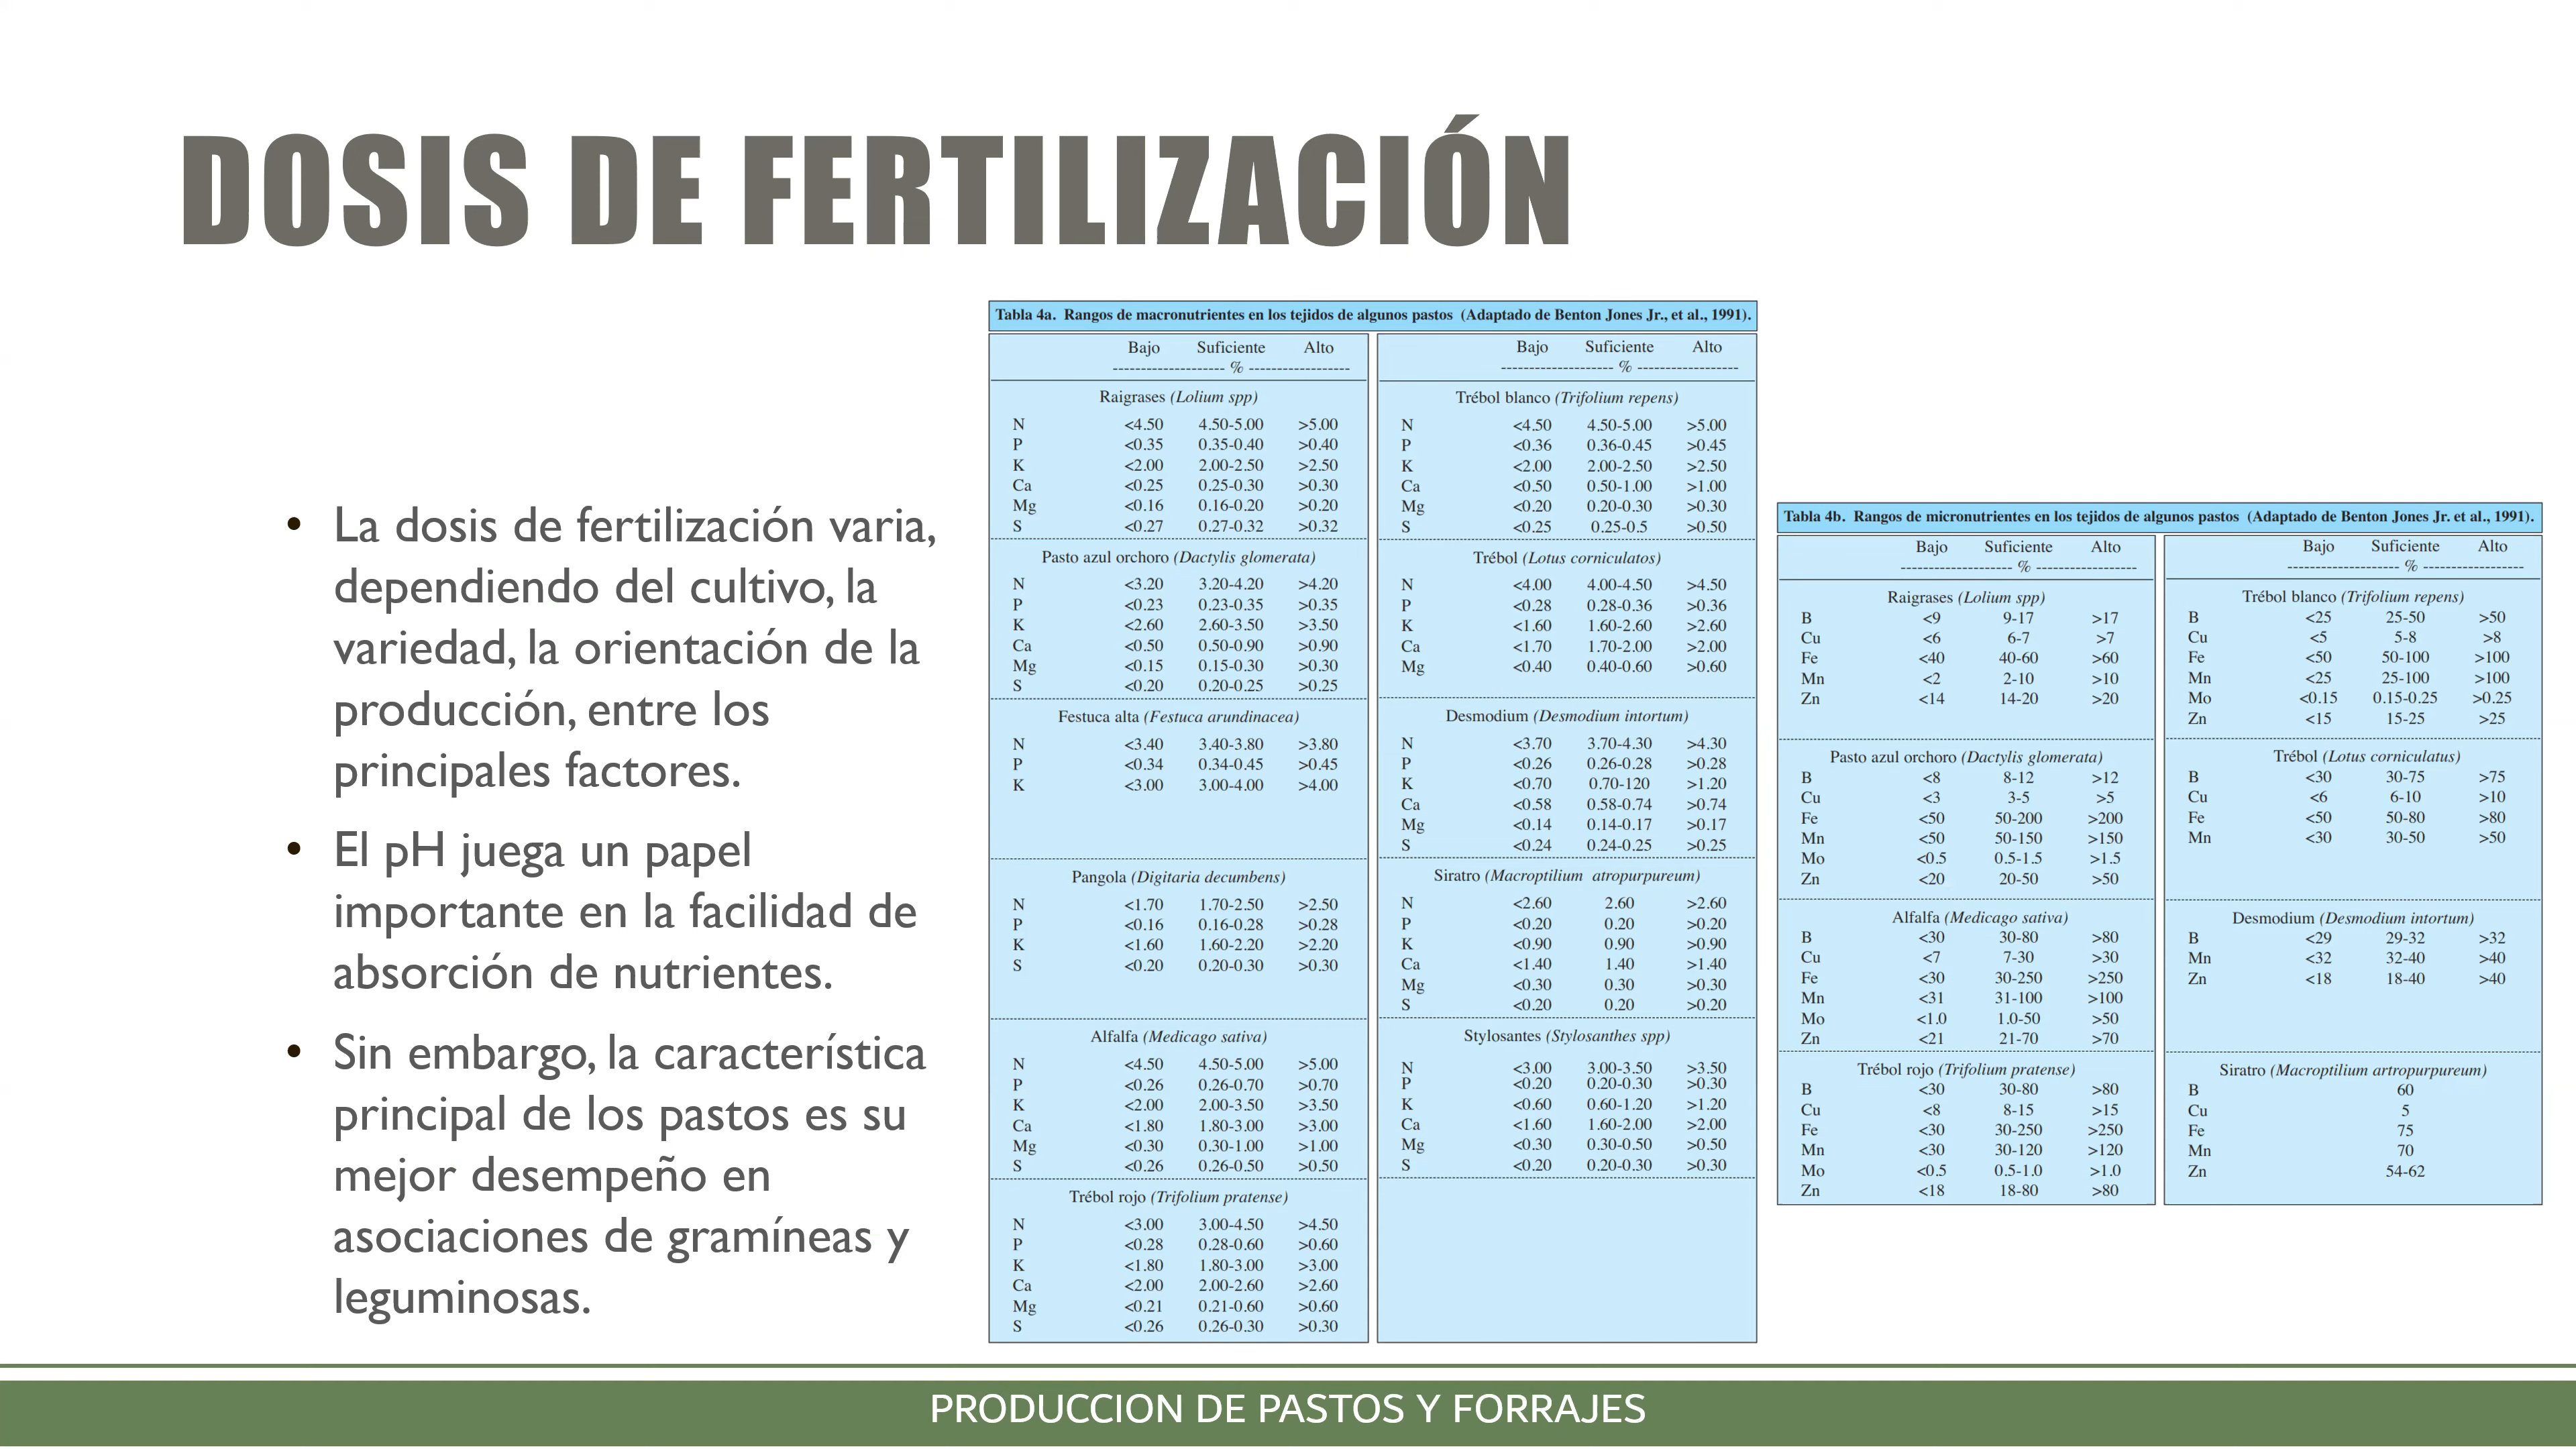 DOSIS DE FERTILIZACIÓN
• La dosis de fertilización varia,
dependiendo del cultivo, la
variedad, la orientación de la
producción, entre los
principales factores.
• El pH juega un papel
importante en la facilidad de
absorción de nutrientes.
• Sin embargo, la característica
principal de los pastos es su
mejor desempeño en
asociaciones de gramíneas y
leguminosas.
Tabla 4a. Rangos de macronutrientes en los tejidos de algunos pastos (Adaptado de Benton Jones Jr., et al., 1991).
Bajo Suficiente Alto
-------------------- % ------------------
Raigrases (Lolium spp)
N <4.50 4.50-5.00 >5.00
P <0.35 0.35-0.40 >0.40
K <2.00 2.00-2.50 >2.50
Ca <0.25 0.25-0.30 >0.30
Mg <0.16 0.16-0.20 >0.20
S <0.27 0.27-0.32 >0.32
Pasto azul orchoro (Dactylis glomerata)
N <3.20 3.20-4.20 >4.20
P <0.23 0.23-0.35 >0.35
K <2.60 2.60-3.50 >3.50
Ca <0.50 0.50-0.90 >0.90
Mg <0.15 0.15-0.30 >0.30
S <0.20 0.20-0.25 >0.25
Festuca alta (Festuca arundinacea)
N <3.40 3.40-3.80 >3.80
P <0.34 0.34-0.45 >0.45
K <3.00 3.00-4.00 >4.00
Pangola (Digitaria decumbens)
N <1.70 1.70-2.50 >2.50
P <0.16 0.16-0.28 >0.28
K <1.60 1.60-2.20 >2.20
S <0.20 0.20-0.30 >0.30
Alfalfa (Medicago sativa)
N <4.50 4.50-5.00 >5.00
P <0.26 0.26-0.70 >0.70
K <2.00 2.00-3.50 >3.50
Ca <1.80 1.80-3.00 >3.00
Mg <0.30 0.30-1.00 >1.00
S <0.26 0.26-0.50 >0.50
Trébol rojo (Trifolium pratense)
N <3.00 3.00-4.50 >4.50
P <0.28 0.28-0.60 >0.60
K <1.80 1.80-3.00 >3.00
Ca <2.00 2.00-2.60 >2.60
Mg <0.21 0.21-0.60 >0.60
S <0.26 0.26-0.30 >0.30
Bajo Suficiente Alto
-------------------- % ------------------
Trébol blanco (Trifolium repens)
N <4.50 4.50-5.00 >5.00
P <0.36 0.36-0.45 >0.45
K <2.00 2.00-2.50 >2.50
Ca <0.50 0.50-1.00 >1.00
Mg <0.20 0.20-0.30 >0.30
S <0.25 0.25-0.5 >0.50
Trébol (Lotus corniculatos)
N <4.00 4.00-4.50 >4.50
P <0.28 0.28-0.36 >0.36
K <1.60 1.60-2.60 >2.60
Ca <1.70 1.70-2.00 >2.00
Mg <0.40 0.40-0.60 >0.60
Desmodium (Desmodium intortum)
N <3.70 3.70-4.30 >4.30
P <0.26 0.26-0.28 >0.28
K <0.70 0.70-120 >1.20
Ca <0.58 0.58-0.74 >0.74
Mg <0.14 0.14-0.17 >0.17
S <0.24 0.24-0.25 >0.25
Siratro (Macroptilium atropurpureum)
N <2.60 2.60 >2.60
P <0.20 0.20 >0.20
K <0.90 0.90 >0.90
Ca <1.40 1.40 >1.40
Mg <0.30 0.30 >0.30
S <0.20 0.20 >0.20
Stylosantes (Stylosanthes spp)
N <3.00 3.00-3.50 >3.50
P <0.20 0.20-0.30 >0.30
K <0.60 0.60-1.20 >1.20
Ca <1.60 1.60-2.00 >2.00
Mg <0.30 0.30-0.50 >0.50
S <0.20 0.20-0.30 >0.30
Tabla 4b. Rangos de micronutrientes en los tejidos de algunos pastos (Adaptado de Benton Jones Jr. et al., 1991).
Bajo Suficiente Alto
-------------------- % ------------------
Raigrases (Lolium spp)
B <9 9-17 >17
Cu <6 6-7 >7
Fe <40 40-60 >60
Mn <2 2-10 >10
Zn <14 14-20 >20
Pasto azul orchoro (Dactylis glomerata)
B <8 8-12 >12
Cu <3 3-5 >5
Fe <50 50-200 >200
Mn <50 50-150 >150
Mo <0.5 0.5-1.5 >1.5
Zn <20 20-50 >50
Alfalfa (Medicago sativa)
B <30 30-80 >80
Cu <7 7-30 >30
Fe <30 30-250 >250
Mn <31 31-100 >100
Mo <1.0 1.0-50 >50
Zn <21 21-70 >70
Trébol rojo (Trifolium pratense)
B <30 30-80 >80
Cu <8 8-15 >15
Fe <30 30-250 >250
Mn <30 30-120 >120
Mo <0.5 0.5-1.0 >1.0
Zn <18 18-80 >80
Bajo Suficiente Alto
-------------------- % ------------------
Trébol blanco (Trifolium repens)
B <25 25-50 >50
Cu <5 5-8 >8
Fe <50 50-100 >100
Mn <25 25-100 >100
Mo <0.15 0.15-0.25 >0.25
Zn <15 15-25 >25
Trébol (Lotus corniculatus)
B <30 30-75 >75
Cu <6 6-10 >10
Fe <50 50-80 >80
Mn <30 30-50 >50
Desmodium (Desmodium intortum)
B <29 29-32 >32
Mn <32 32-40 >40
Zn <18 18-40 >40
Siratro (Macroptilium artropurpureum)
B 60
Cu 5
Fe 75
Mn 70
Zn 54-62
PRODUCCION DE PASTOS Y FORRAJES